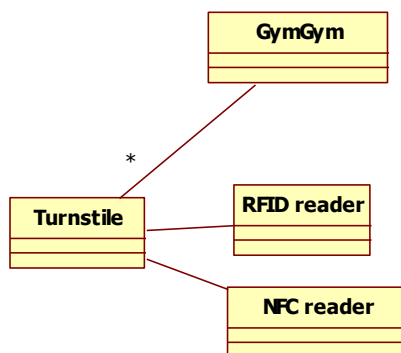 GymGym
*
Turnstile
RFID reader
NFC reader